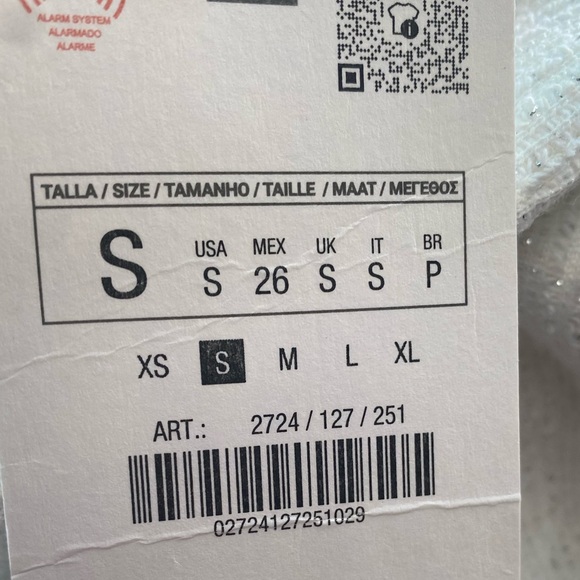 ALARM SYSTEM
ALARMADO
ALARME
TALLA / SIZE / TAMANHO / TAILLE / MAAT / ΜΕΓΕΘΟΣ
S
USA MEX UK IT BR
S 26 S S P
XS S M L XL
ART.: 2724 / 127 / 251
02724127251029